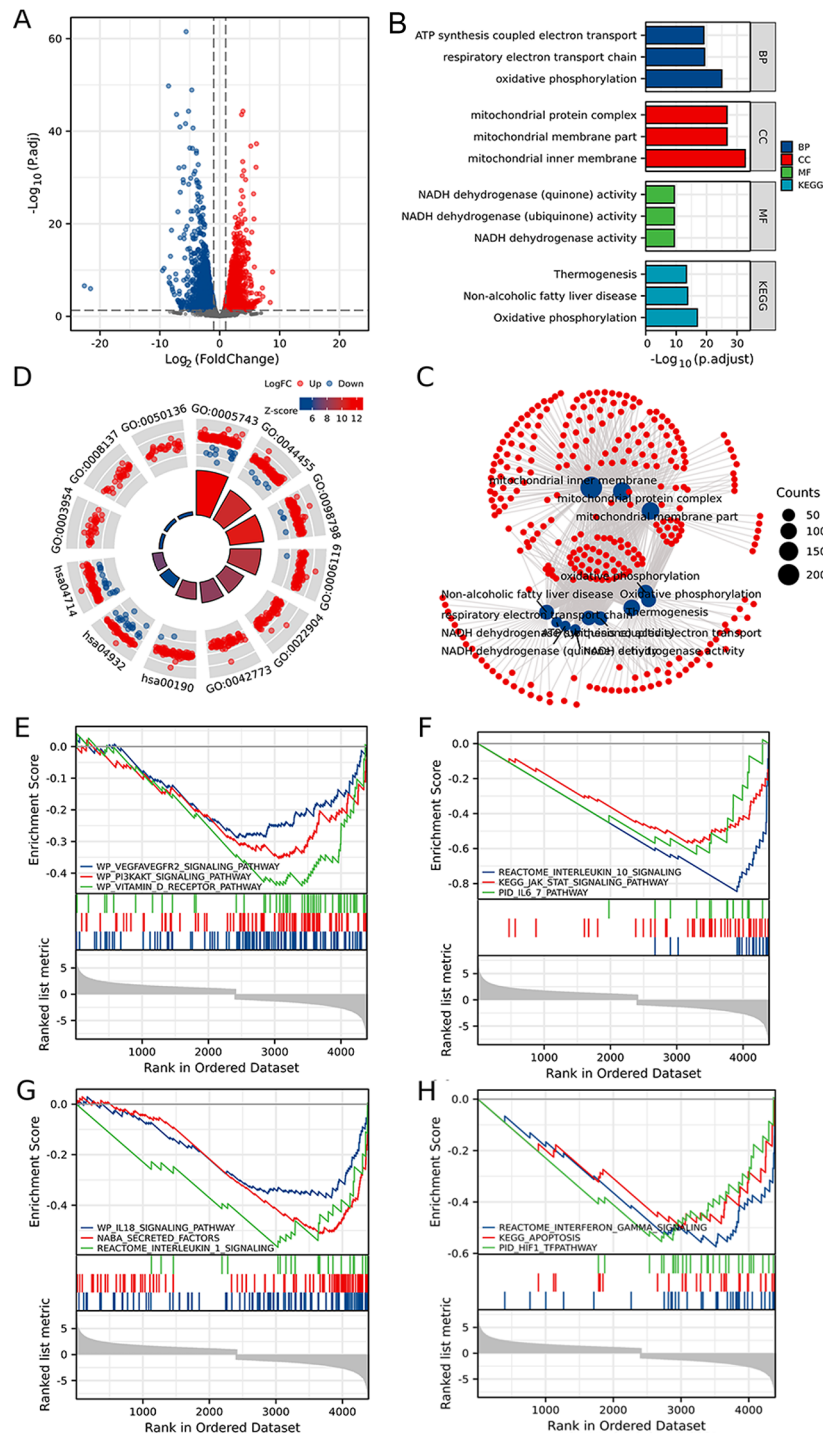 A
60
40
20
0
-Log10(P.adj)
-20
-10
0
10
20
Log2(FoldChange)
B
ATP synthesis coupled electron transport
respiratory electron transport chain
oxidative phosphorylation
BP
mitochondrial protein complex
mitochondrial membrane part
mitochondrial inner membrane
CC
NADH dehydrogenase (quinone) activity
NADH dehydrogenase (ubiquinone) activity
NADH dehydrogenase activity
MF
Thermogenesis
Non-alcoholic fatty liver disease
Oxidative phosphorylation
KEGG
0
10
20
30
-Log10(p.adjust)
BP
CC
MF
KEGG
D
LogFC Up Down
Z-score
6 8 10 12
GO:0005743
GO:0044455
GO:0098798
GO:0006119
GO:0022904
GO:0042773
hsa00190
hsa04932
hsa04714
GO:0003954
GO:0008137
GO:0050136
C
mitochondrial inner membrane
mitochondrial protein complex
mitochondrial membrane part
oxidative phosphorylation
Non-alcoholic fatty liver disease
Oxidative phosphorylation
respiratory electron transport chain
Thermogenesis
NADH dehydrogenase (quinone) activity
NADH dehydrogenase activity
Counts
50
100
150
200
E
0.0
-0.1
-0.2
-0.3
-0.4
Enrichment Score
WP_VEGFAVEGFR2_SIGNALING_PATHWAY
WP_PI3KAKT_SIGNALING_PATHWAY
WP_VITAMIN_D_RECEPTOR_PATHWAY
5
0
-5
Ranked list metric
1000
2000
3000
4000
Rank in Ordered Dataset
F
0.0
-0.2
-0.4
-0.6
-0.8
Enrichment Score
REACTOME_INTERLEUKIN_10_SIGNALING
KEGG_JAK_STAT_SIGNALING_PATHWAY
PID_IL6_7_PATHWAY
5
0
-5
Ranked list metric
1000
2000
3000
4000
Rank in Ordered Dataset
G
0.0
-0.2
-0.4
Enrichment Score
WP_IL18_SIGNALING_PATHWAY
NABA_SECRETED_FACTORS
REACTOME_INTERLEUKIN_1_SIGNALING
5
0
-5
Ranked list metric
1000
2000
3000
4000
Rank in Ordered Dataset
H
0.0
-0.2
-0.4
-0.6
Enrichment Score
REACTOME_INTERFERON_GAMMA_SIGNALING
KEGG_APOPTOSIS
PID_HIF1_TFPATHWAY
5
0
-5
Ranked list metric
1000
2000
3000
4000
Rank in Ordered Dataset